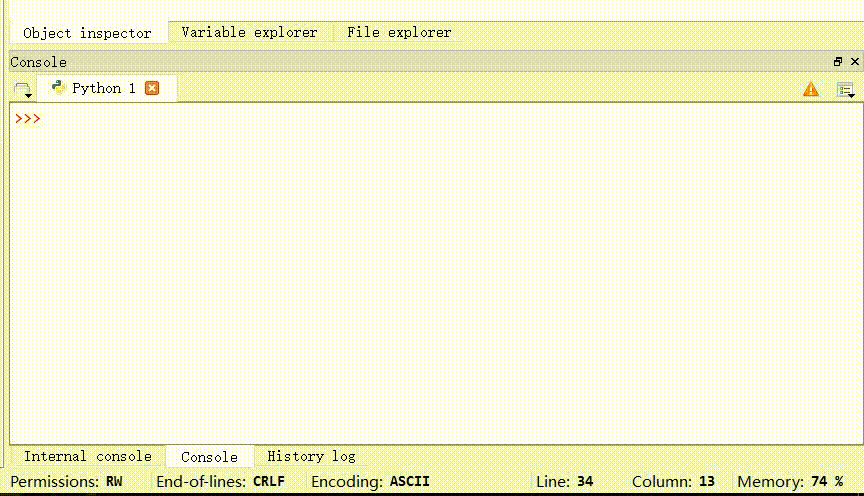 Object inspector Variable explorer File explorer
Console
Python 1
>>>
Internal console Console History log
Permissions: RW End-of-lines: CRLF Encoding: ASCII Line: 34 Column: 13 Memory: 74 %